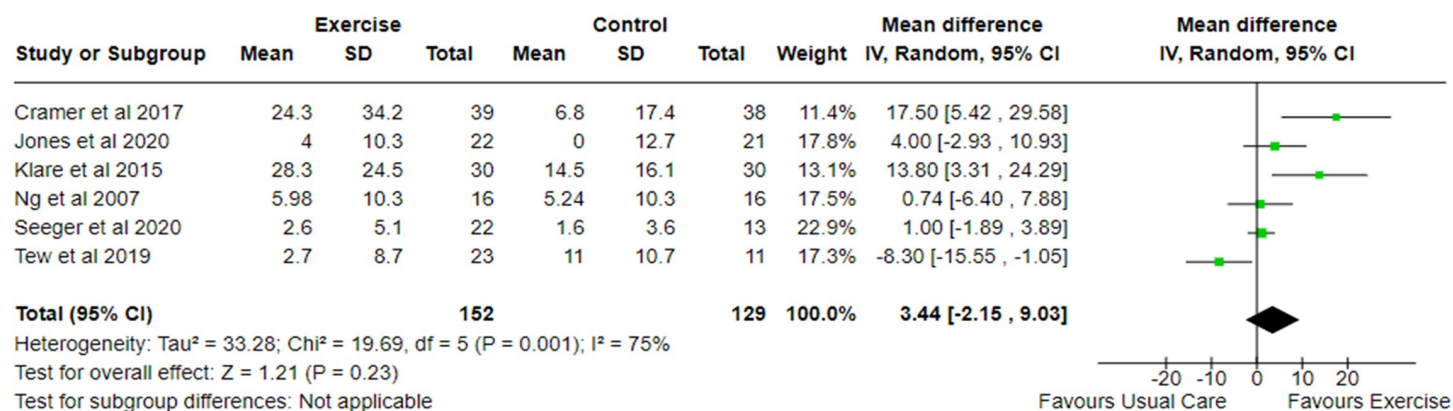 Exercise Control Mean difference Mean difference
Study or Subgroup Mean SD Total Mean SD Total Weight IV, Random, 95% CI IV, Random, 95% CI
Cramer et al 2017 24.3 34.2 39 6.8 17.4 38 11.4% 17.50 [5.42 , 29.58]
Jones et al 2020 4 10.3 22 0 12.7 21 17.8% 4.00 [-2.93 , 10.93]
Klare et al 2015 28.3 24.5 30 14.5 16.1 30 13.1% 13.80 [3.31 , 24.29]
Ng et al 2007 5.98 10.3 16 5.24 10.3 16 17.5% 0.74 [-6.40 , 7.88]
Seeger et al 2020 2.6 5.1 22 1.6 3.6 13 22.9% 1.00 [-1.89 , 3.89]
Tew et al 2019 2.7 8.7 23 11 10.7 11 17.3% -8.30 [-15.55 , -1.05]
Total (95% CI) 152 129 100.0% 3.44 [-2.15 , 9.03]
Heterogeneity: Tau² = 33.28; Chi² = 19.69, df = 5 (P = 0.001); I² = 75%
Test for overall effect: Z = 1.21 (P = 0.23)
-20 -10 0 10 20
Test for subgroup differences: Not applicable Favours Usual Care Favours Exercise